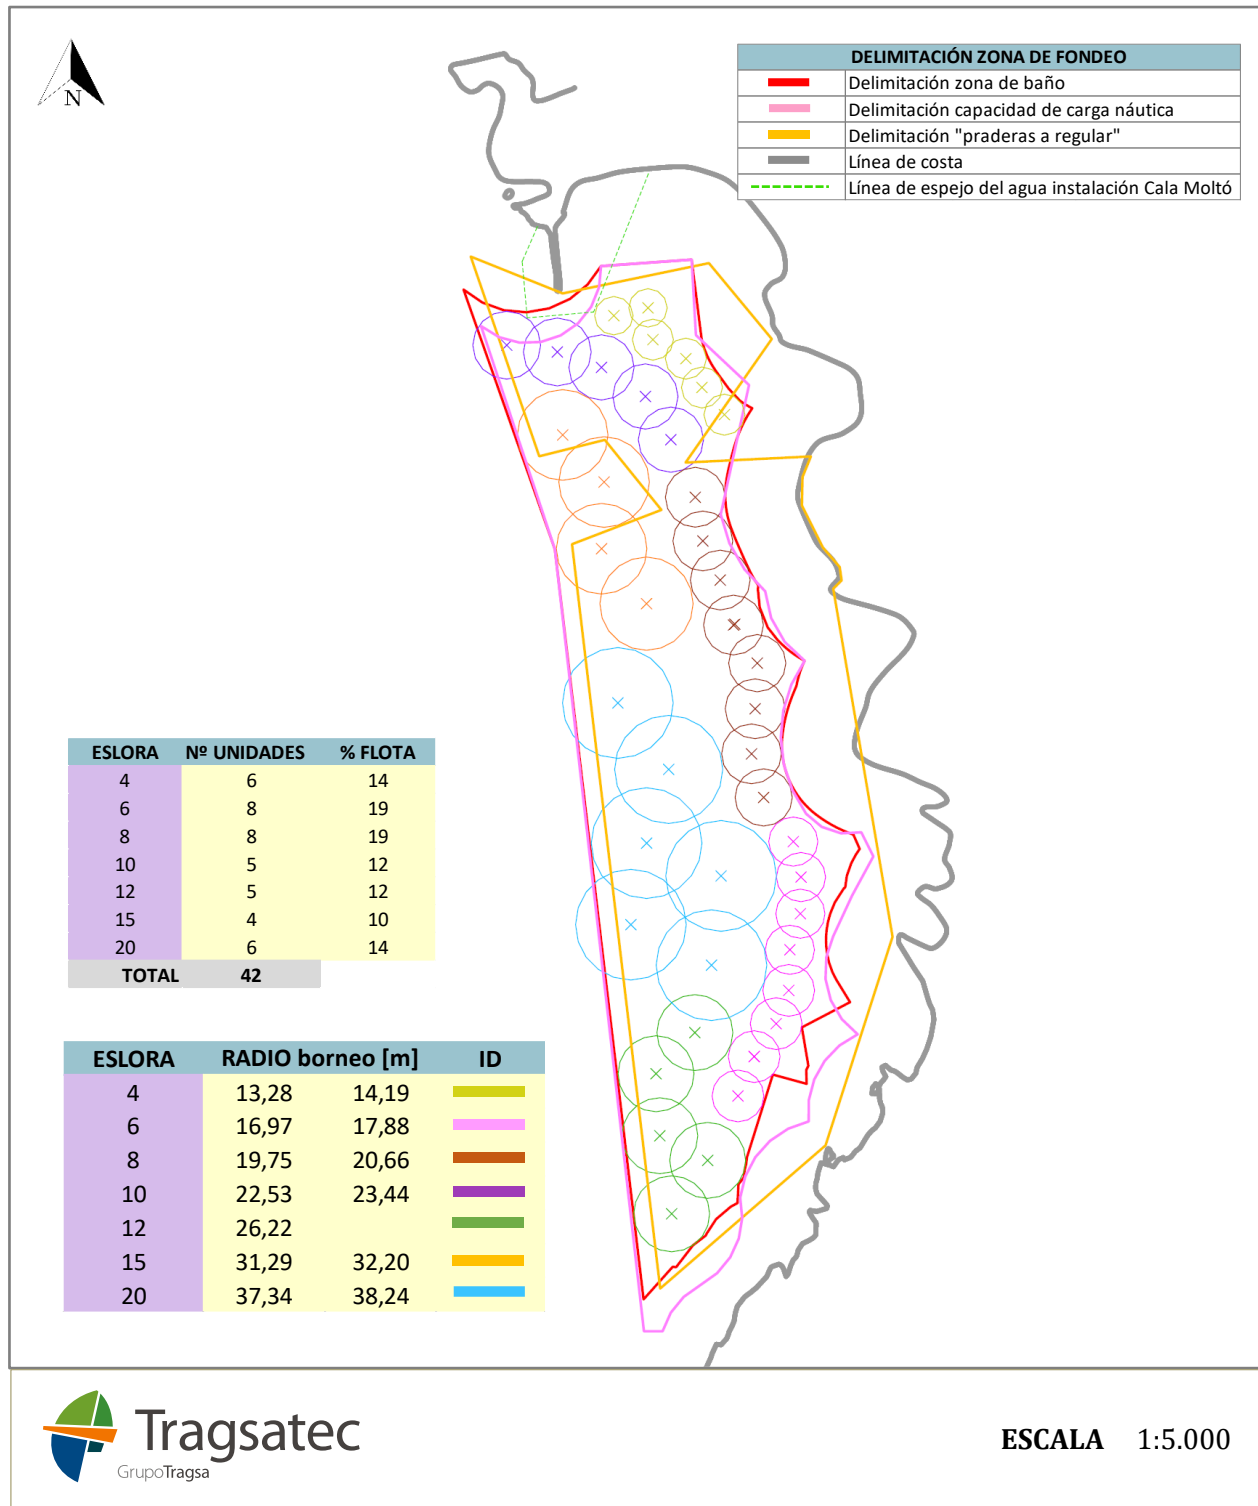 N
DELIMITACIÓN ZONA DE FONDEO
Delimitación zona de baño
Delimitación capacidad de carga náutica
Delimitación "praderas a regular"
Línea de costa
Línea de espejo del agua instalación Cala Moltó
ESLORA Nº UNIDADES % FLOTA
4 6 14
6 8 19
8 8 19
10 5 12
12 5 12
15 4 10
20 6 14
TOTAL 42
ESLORA RADIO borneo [m] ID
4 13,28 14,19
6 16,97 17,88
8 19,75 20,66
10 22,53 23,44
12 26,22
15 31,29 32,20
20 37,34 38,24
Tragsatec
GrupoTragsa
ESCALA 1:5.000